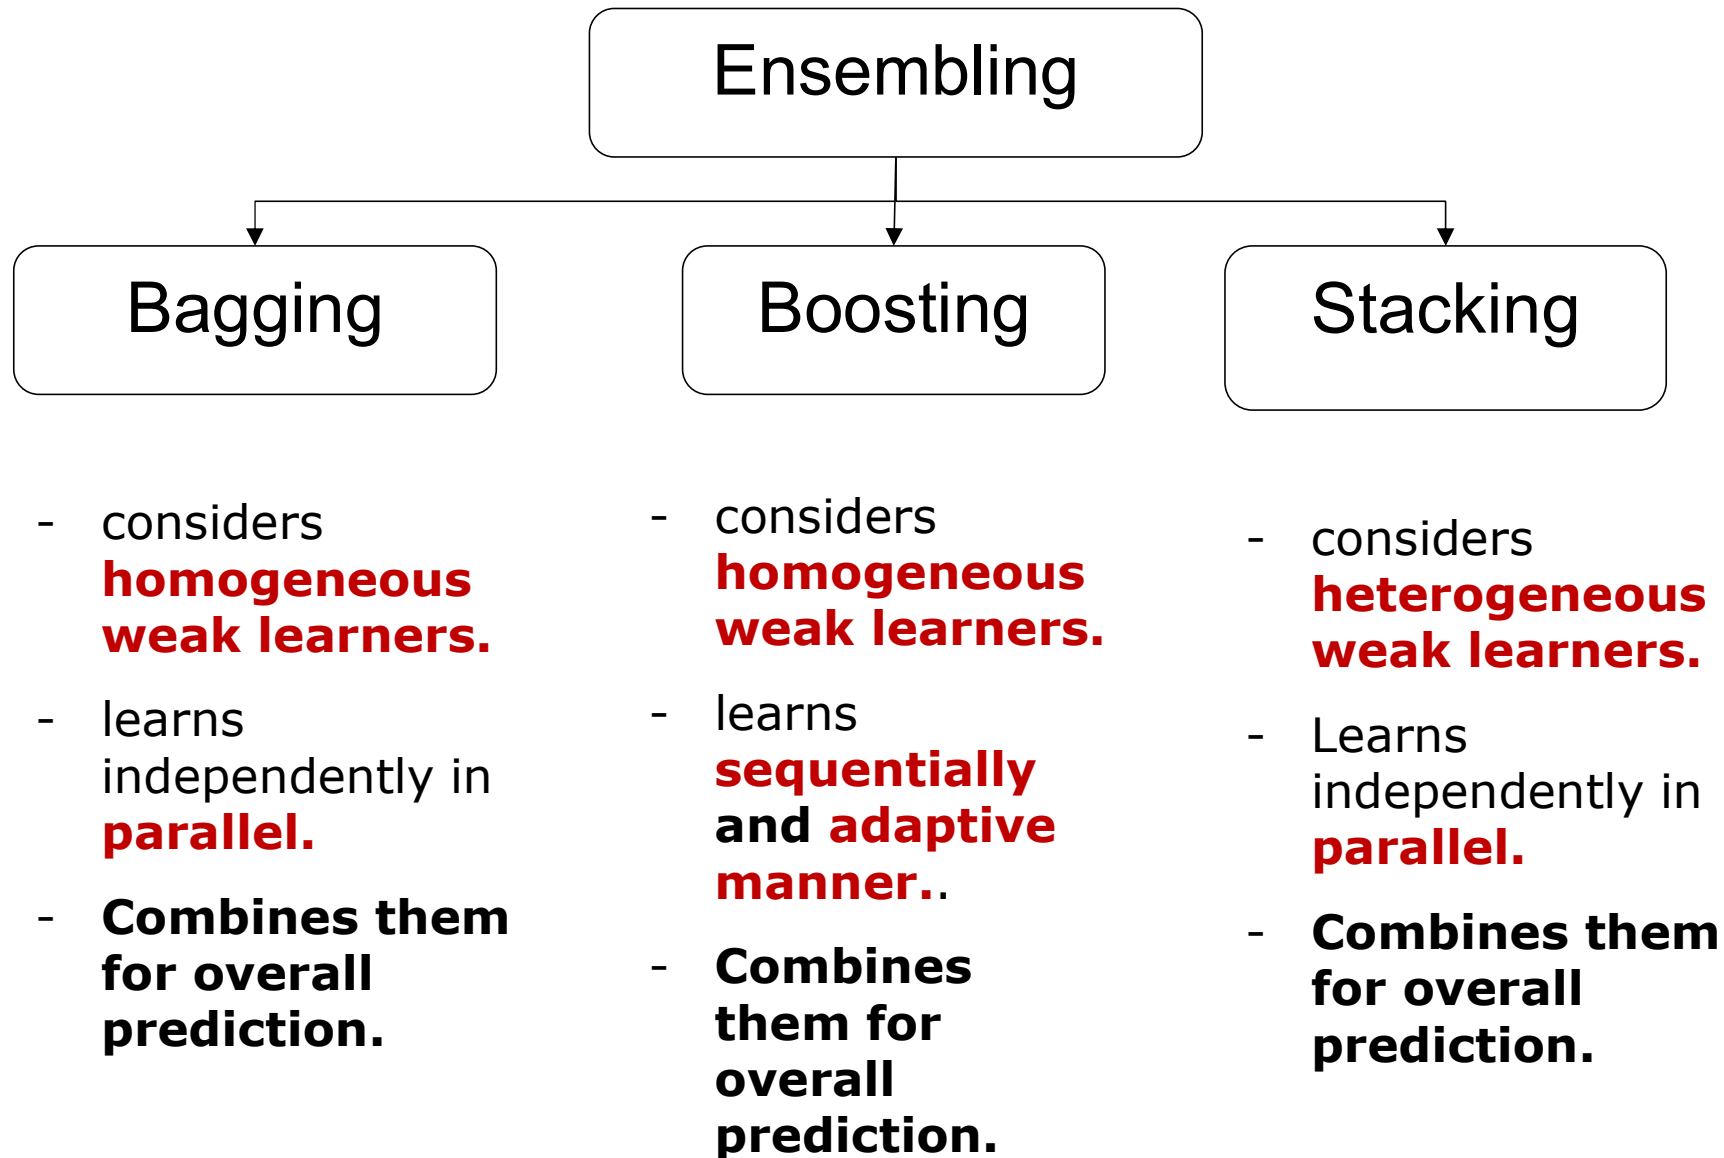 Ensembling
Bagging
Boosting
Stacking
- considers
homogeneous
weak learners.
- learns
independently in
parallel.
- Combines them
for overall
prediction.
- considers
homogeneous
weak learners.
- learns
sequentially
and adaptive
manner..
- Combines
them for
overall
prediction.
- considers
heterogeneous
weak learners.
- Learns
independently in
parallel.
- Combines them
for overall
prediction.